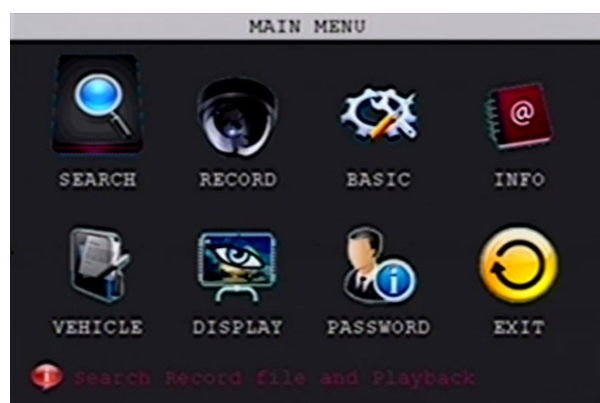 MAIN MENU
SEARCH RECORD BASIC INFO
@
VEHICLE DISPLAY PASSWORD EXIT
i
Search Record file and Playback